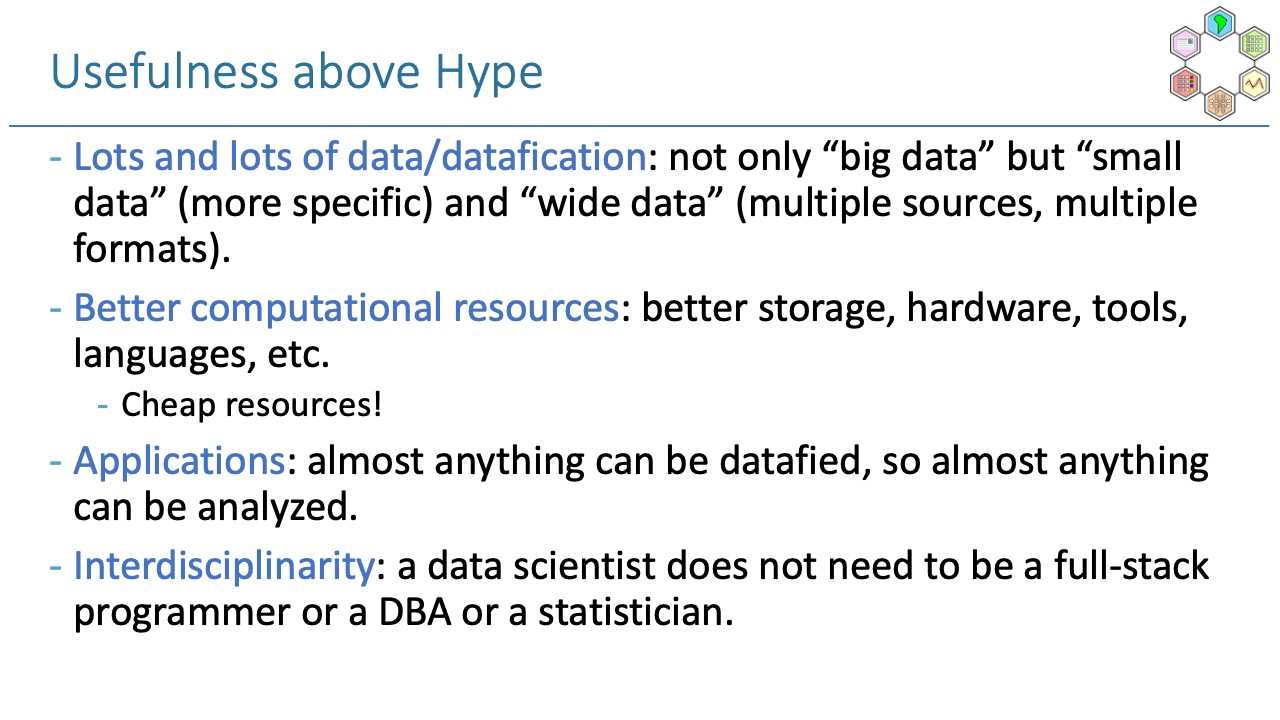 Usefulness above Hype
- Lots and lots of data/datafication: not only “big data” but “small
data” (more specific) and “wide data” (multiple sources, multiple
formats).
- Better computational resources: better storage, hardware, tools,
languages, etc.
- Cheap resources!
- Applications: almost anything can be datafied, so almost anything
can be analyzed.
- Interdisciplinarity: a data scientist does not need to be a full-stack
programmer or a DBA or a statistician.